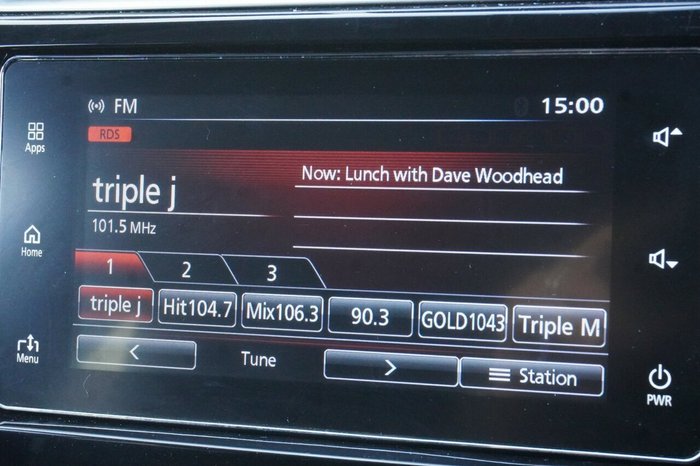 FM 15:00
RDS
Apps
Now: Lunch with Dave Woodhead
triple j
101.5 MHz
Home
1 2 3
triple j Hit104.7 Mix106.3 90.3 GOLD1043 Triple M
Menu
< Tune > Station
PWR